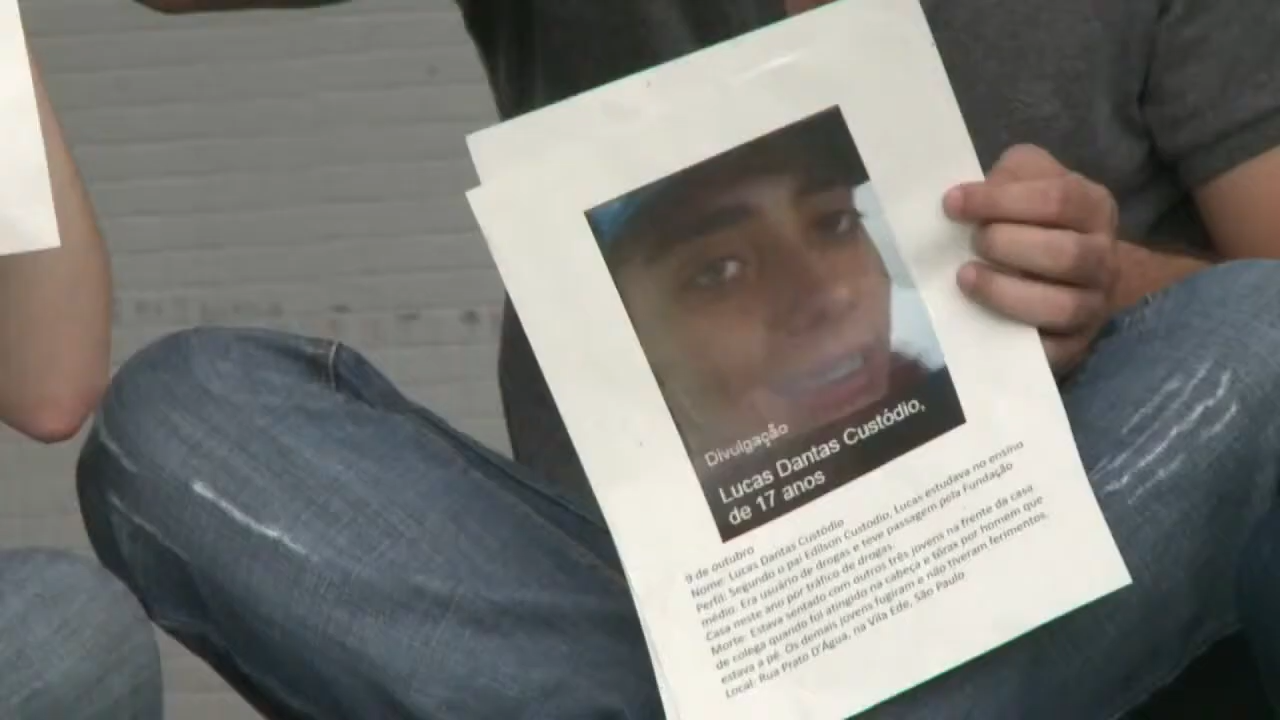 Divulgação
Lucas Dantas Custódio,
de 17 anos
9 de outubro
Nome: Lucas Dantas Custódio
Perfil: Segundo o pai Edilson Custodio, Lucas estudava no ensino
médio. Era usuário de drogas e teve passagem pela Fundação
Casa neste ano por tráfico de drogas.
Morte: Estava sentado com outros três jovens na frente da casa
de colega quando foi atingido na cabeça e tórax por homem que
estava a pé. Os demais jovens fugiram e não tiveram ferimentos.
Local: Rua Prato D'Água, na Vila Ede, São Paulo